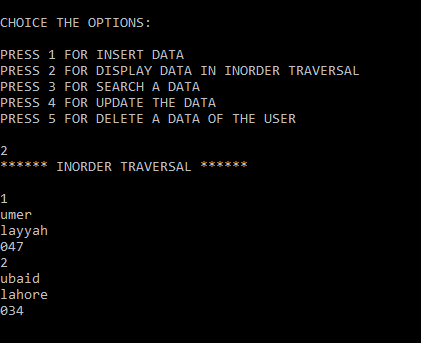 CHOICE THE OPTIONS:
PRESS 1 FOR INSERT DATA
PRESS 2 FOR DISPLAY DATA IN INORDER TRAVERSAL
PRESS 3 FOR SEARCH A DATA
PRESS 4 FOR UPDATE THE DATA
PRESS 5 FOR DELETE A DATA OF THE USER
2
****** INORDER TRAVERSAL ******
1
umer
layyah
047
2
ubaid
lahore
034